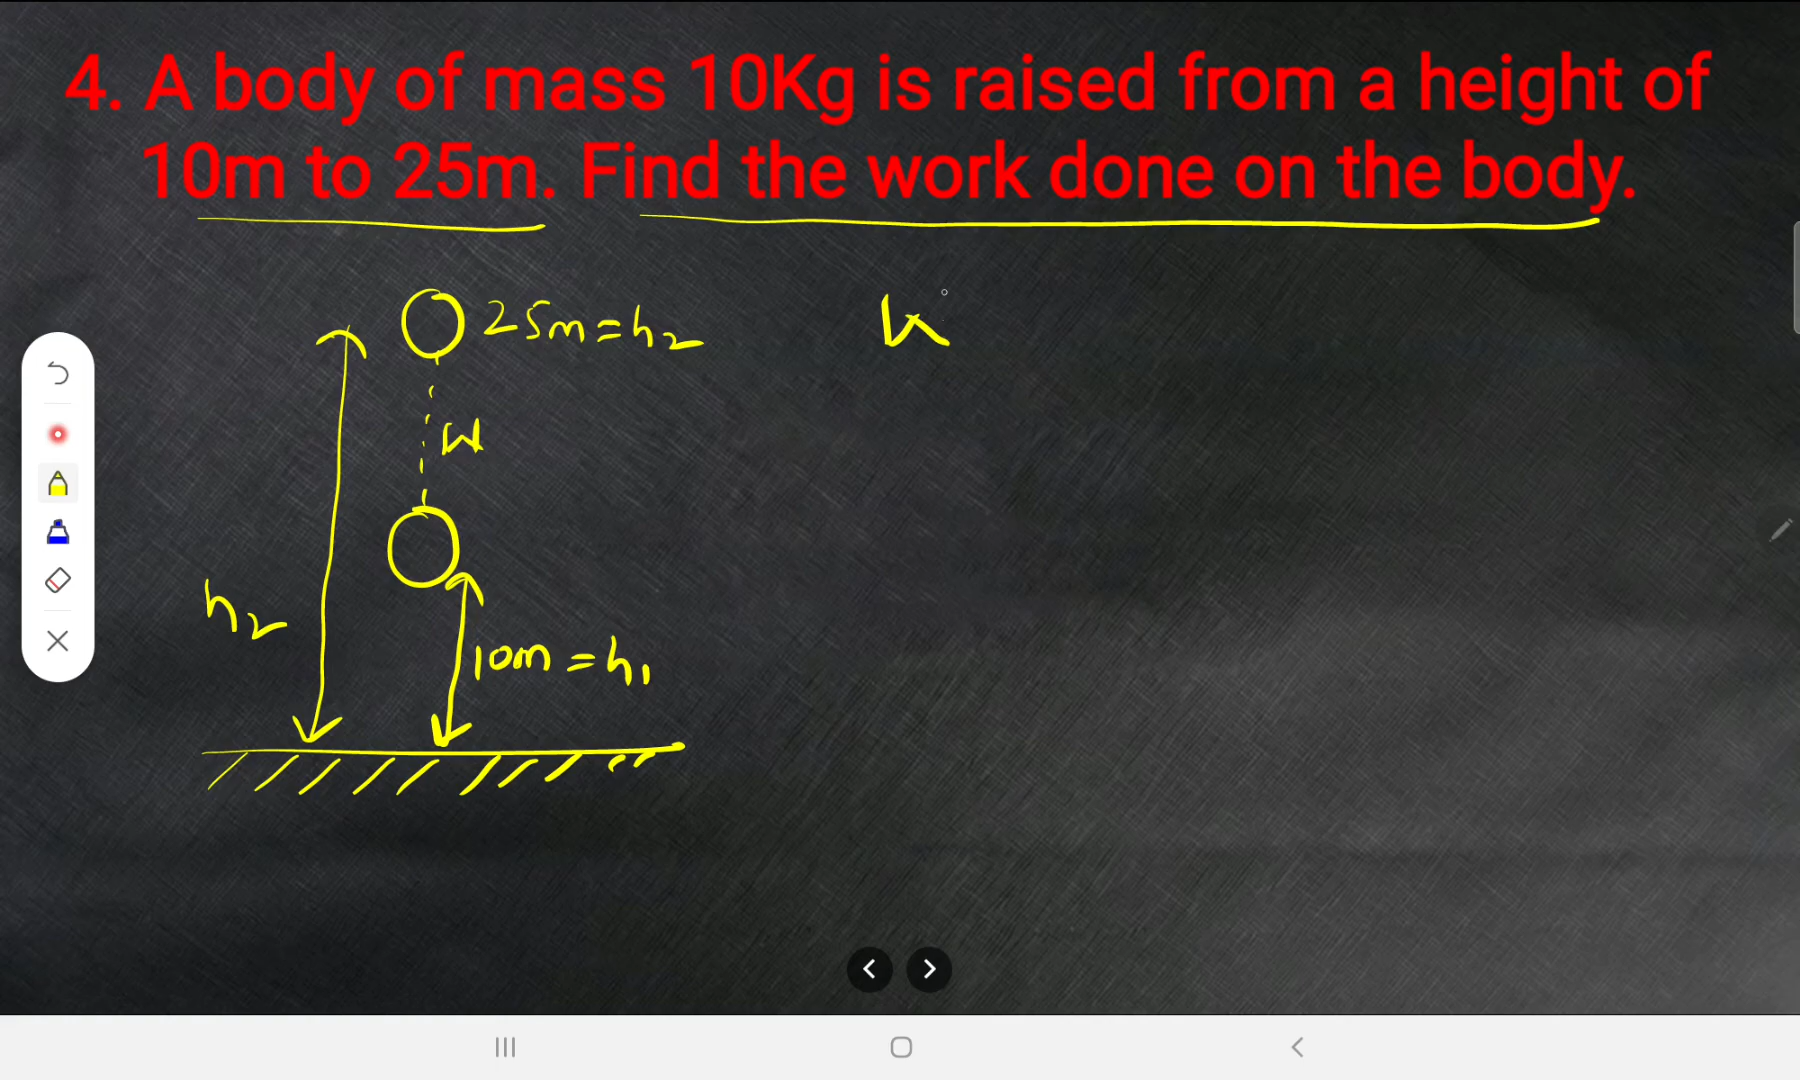 4. A body of mass 10Kg is raised from a height of
10m to 25m. Find the work done on the body.
25m = h2
W
h2
10m = h1